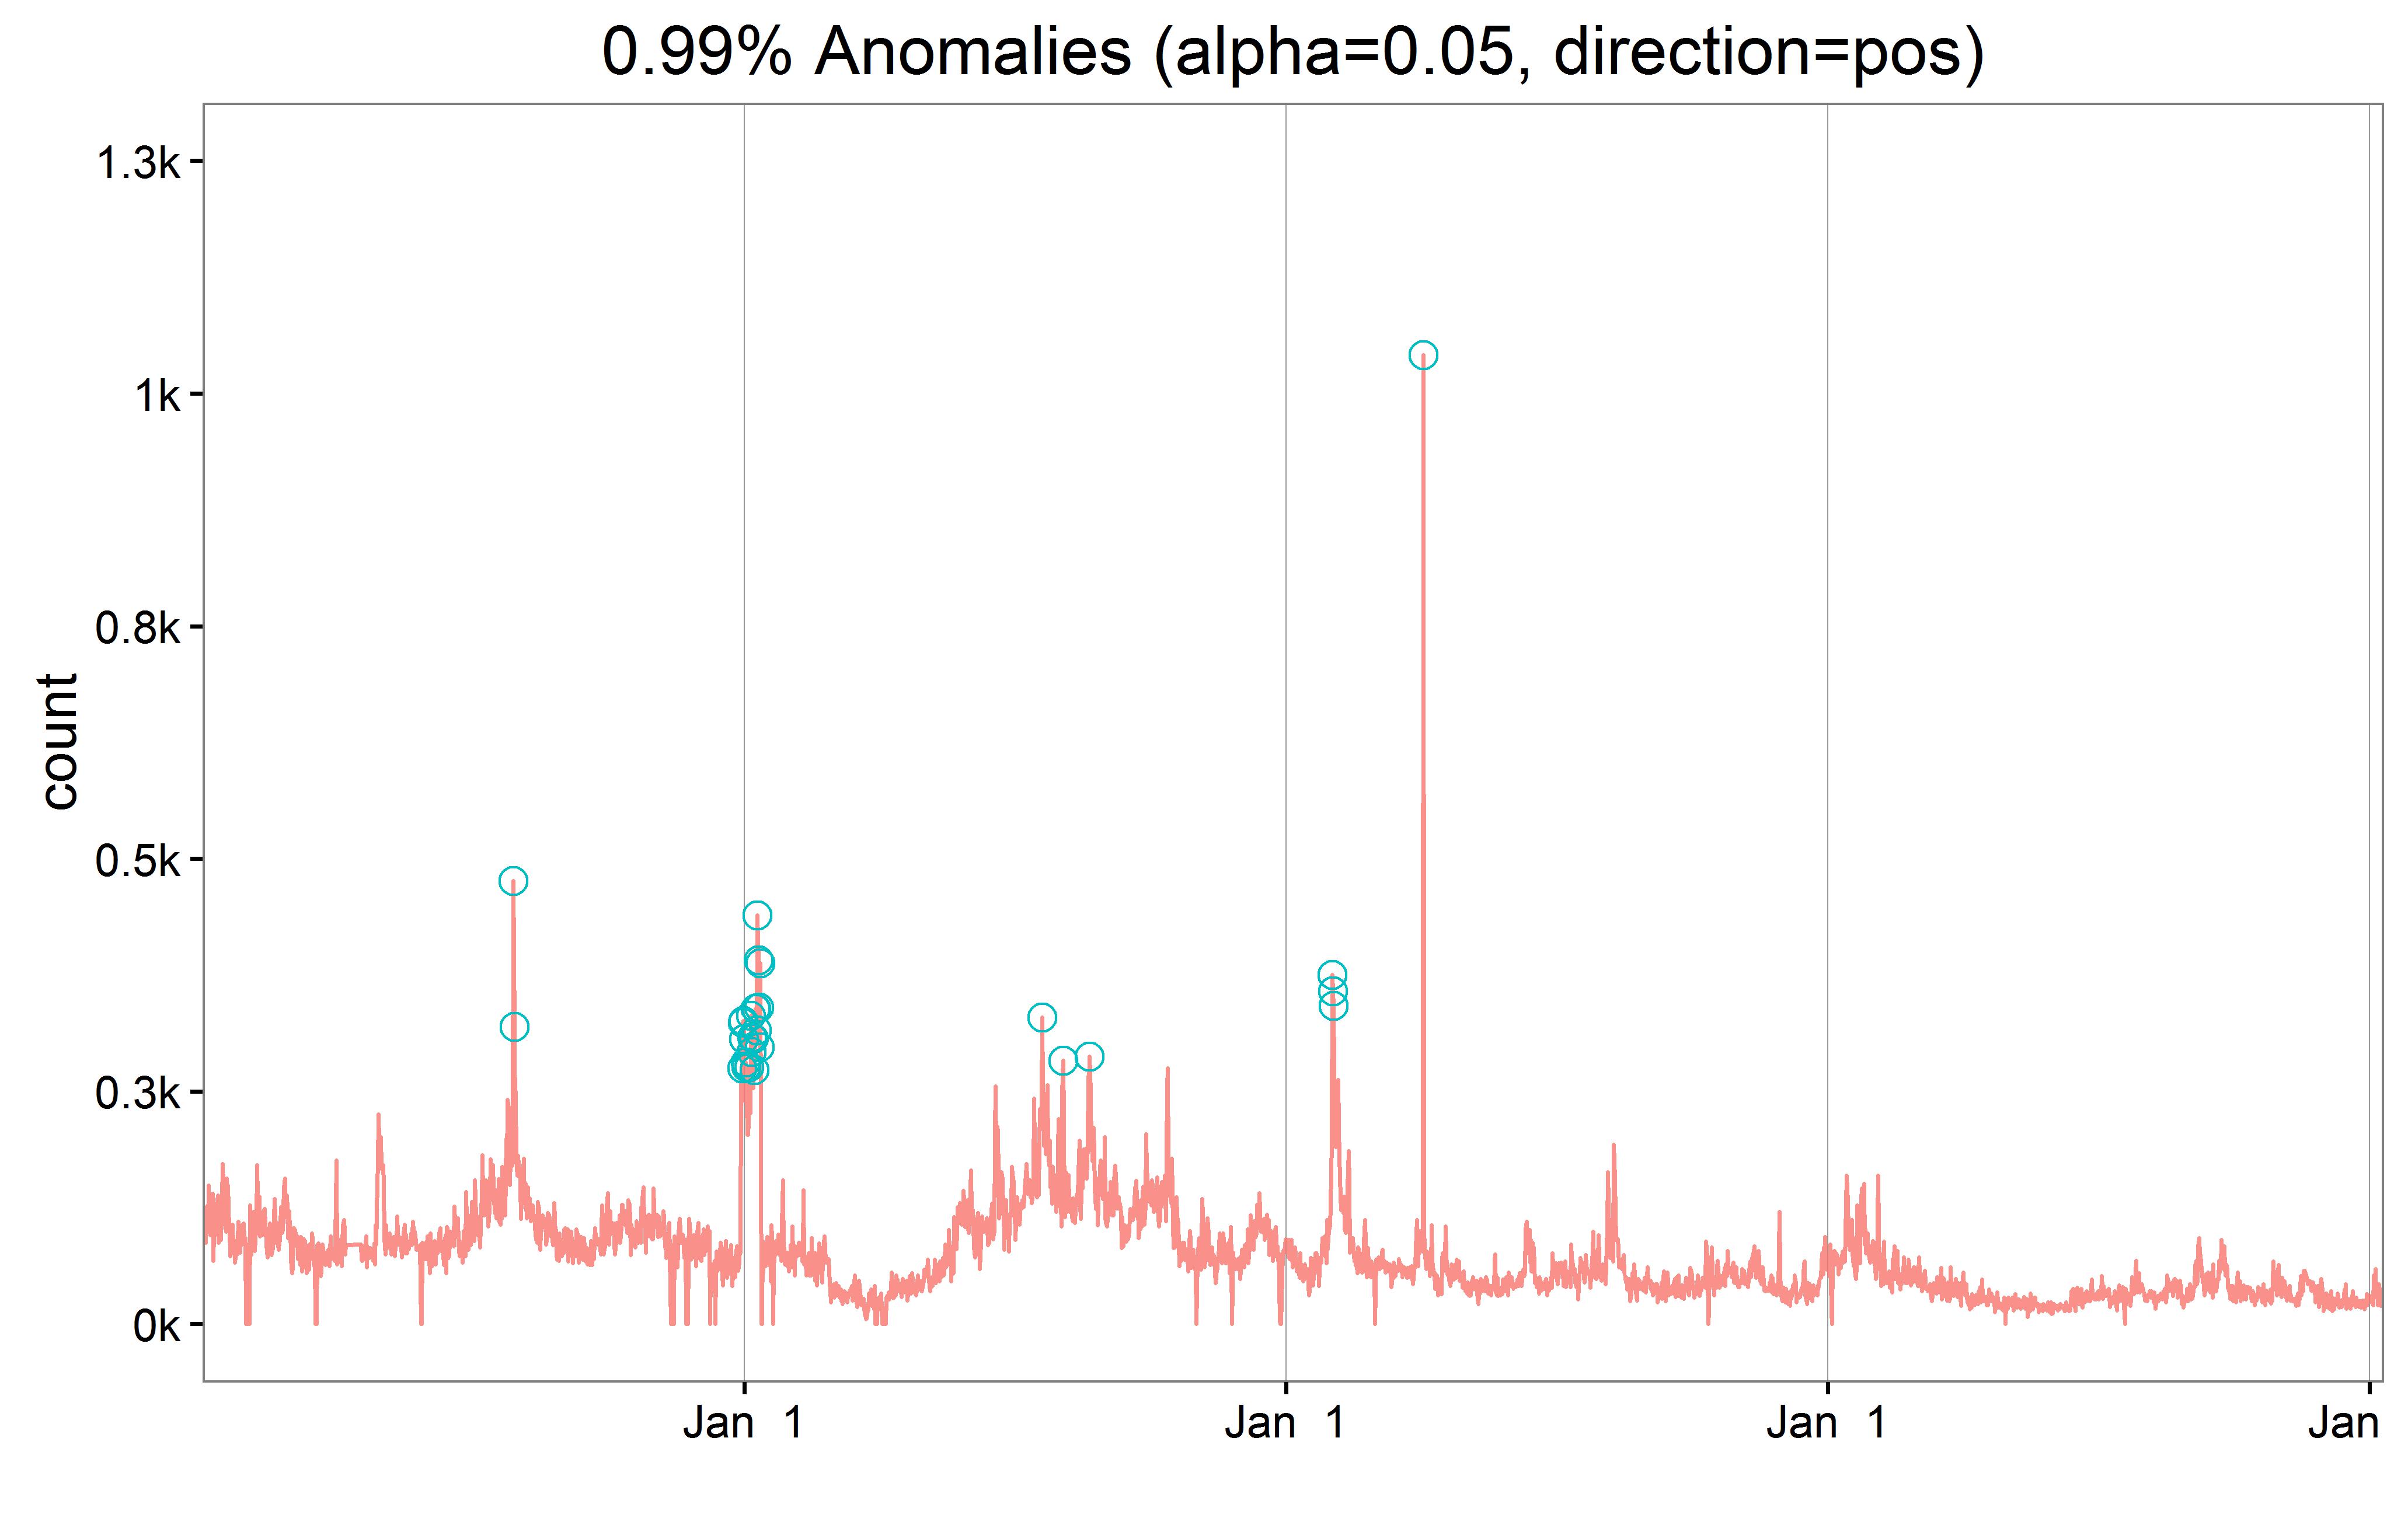 0.99% Anomalies (alpha=0.05, direction=pos)
1.3k
1k
0.8k
0.5k
0.3k
0k
count
Jan 1
Jan 1
Jan 1
Jan